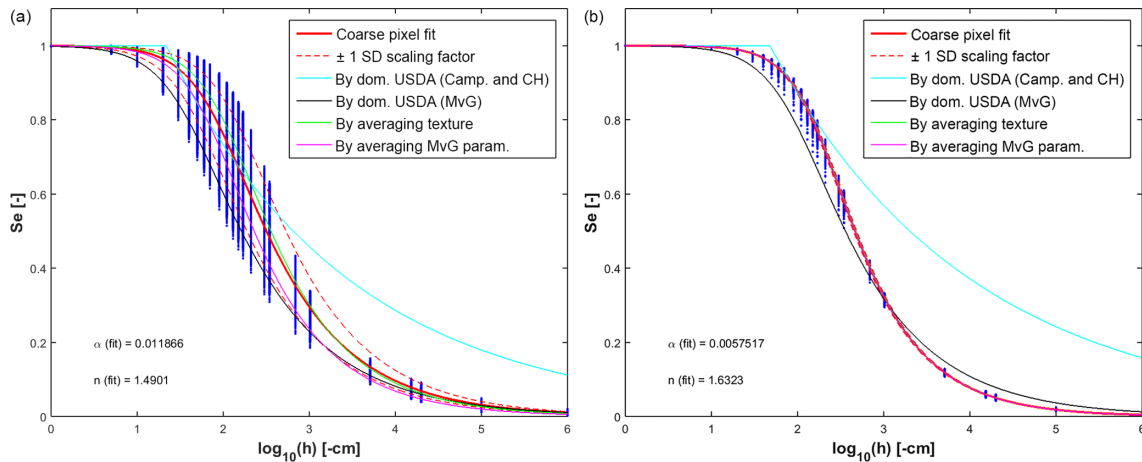 (a)
Coarse pixel fit
± 1 SD scaling factor
By dom. USDA (Camp. and CH)
By dom. USDA (MvG)
By averaging texture
By averaging MvG param.
1
0.8
0.6
0.4
0.2
0
Se [-]
α (fit) = 0.011866
n (fit) = 1.4901
0 1 2 3 4 5 6
log10(h) [-cm]
(b)
Coarse pixel fit
± 1 SD scaling factor
By dom. USDA (Camp. and CH)
By dom. USDA (MvG)
By averaging texture
By averaging MvG param.
1
0.8
0.6
0.4
0.2
0
Se [-]
α (fit) = 0.0057517
n (fit) = 1.6323
0 1 2 3 4 5 6
log10(h) [-cm]